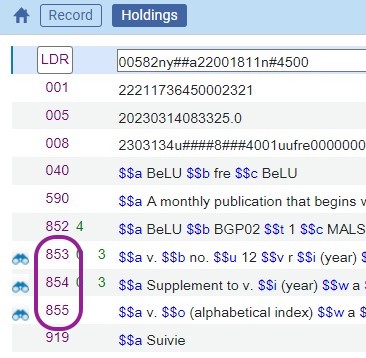 Record Holdings
LDR 00582ny##a22001811n#4500
001 22211736450002321
005 20230314083325.0
008 2303134u####8###4001uufre0000000
040 $$a BeLU $$b fre $$c BeLU
590 $$a A monthly publication that begins w
852 4 $$a BeLU $$b BGP02 $$t 1 $$c MALS
853 3 $$a v. $$b no. $$u 12 $$v r $$i (year) $
854 3 $$a Supplement to v. $$i (year) $$w a
855 $$a v. $$o (alphabetical index) $$w a $
919 $$a Suivie